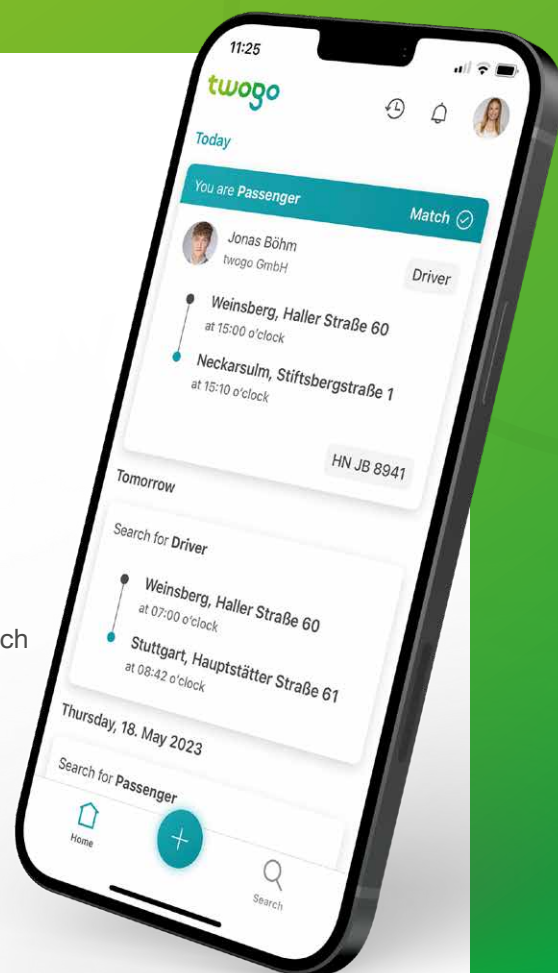 11:25
twogo
Today
You are Passenger
Match
Jonas Böhm
twogo GmbH
Driver
Weinsberg, Haller Straße 60
at 15:00 o'clock
Neckarsulm, Stiftsbergstraße 1
at 15:10 o'clock
HN JB 8941
Tomorrow
Search for Driver
Weinsberg, Haller Straße 60
at 07:00 o'clock
ch
Stuttgart, Hauptstätter Straße 61
at 08:42 o'clock
Thursday, 18. May 2023
Search for Passenger
Home
+
Search